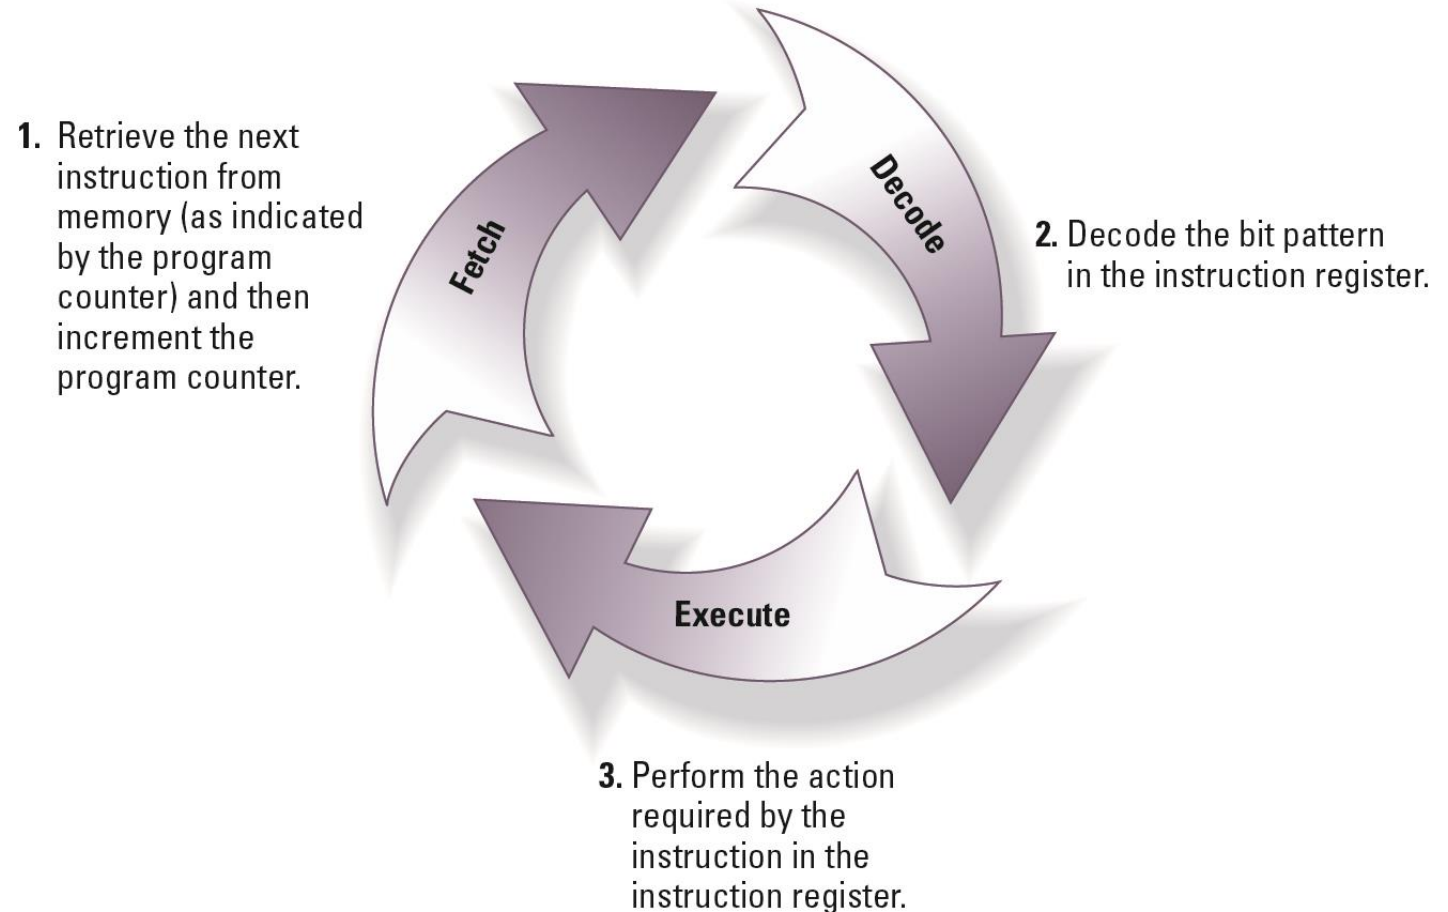 1. Retrieve the next
instruction from
memory (as indicated
by the program
counter) and then
increment the
program counter.
Fetch
Decode
2. Decode the bit pattern
in the instruction register.
Execute
3. Perform the action
required by the
instruction in the
instruction register.